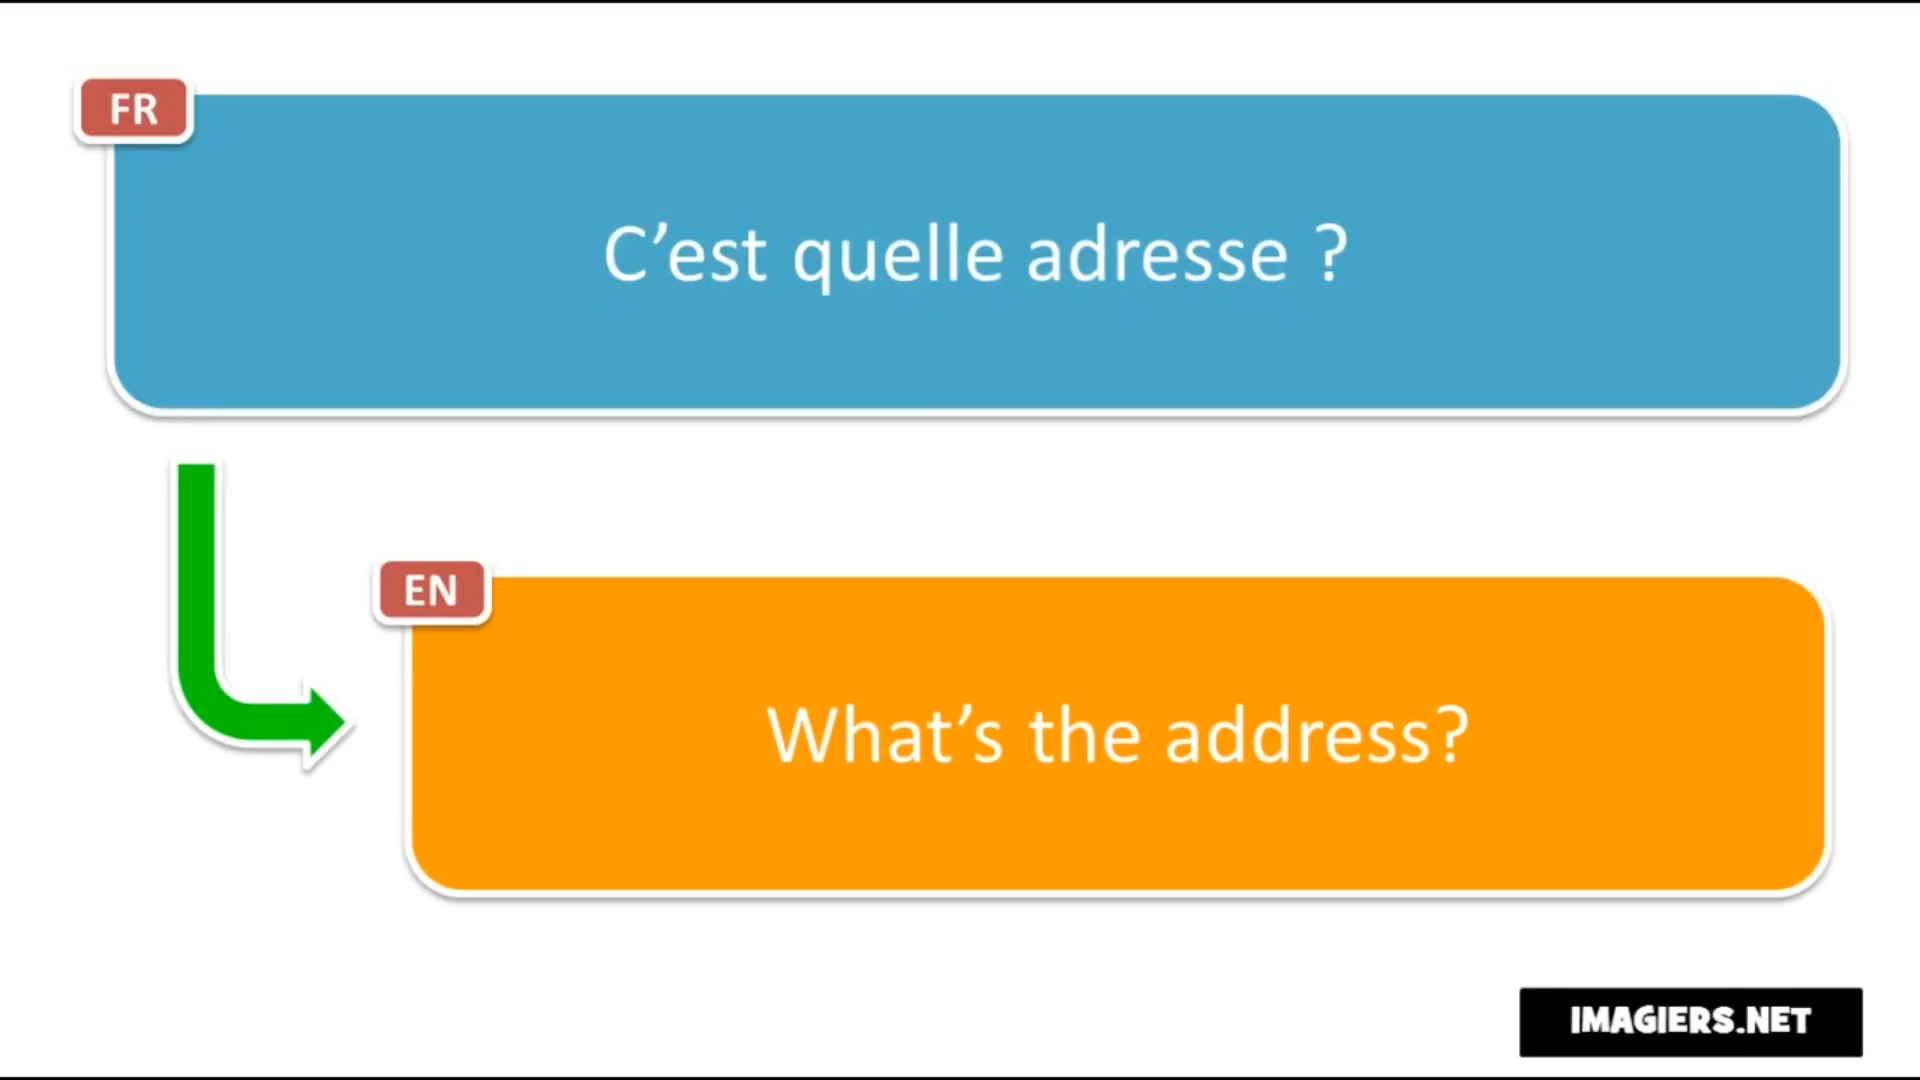 FR
C’est quelle adresse ?
EN
What’s the address?
IMAGIERS.NET